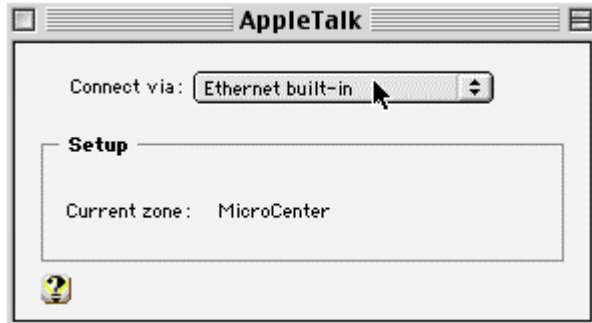 AppleTalk
Connect via: Ethernet built-in
Setup
Current zone: MicroCenter